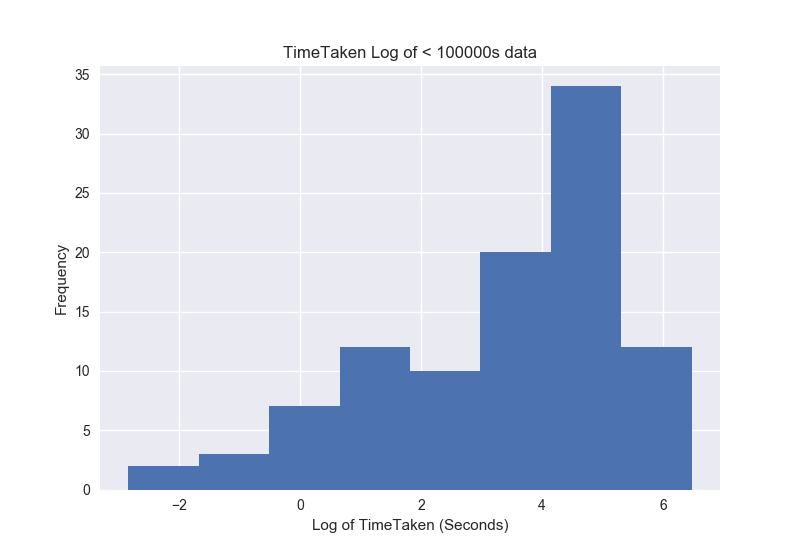 TimeTaken Log of < 100000s data
35
30
25
20
15
10
5
0
Frequency
−2 0 2 4 6
Log of TimeTaken (Seconds)